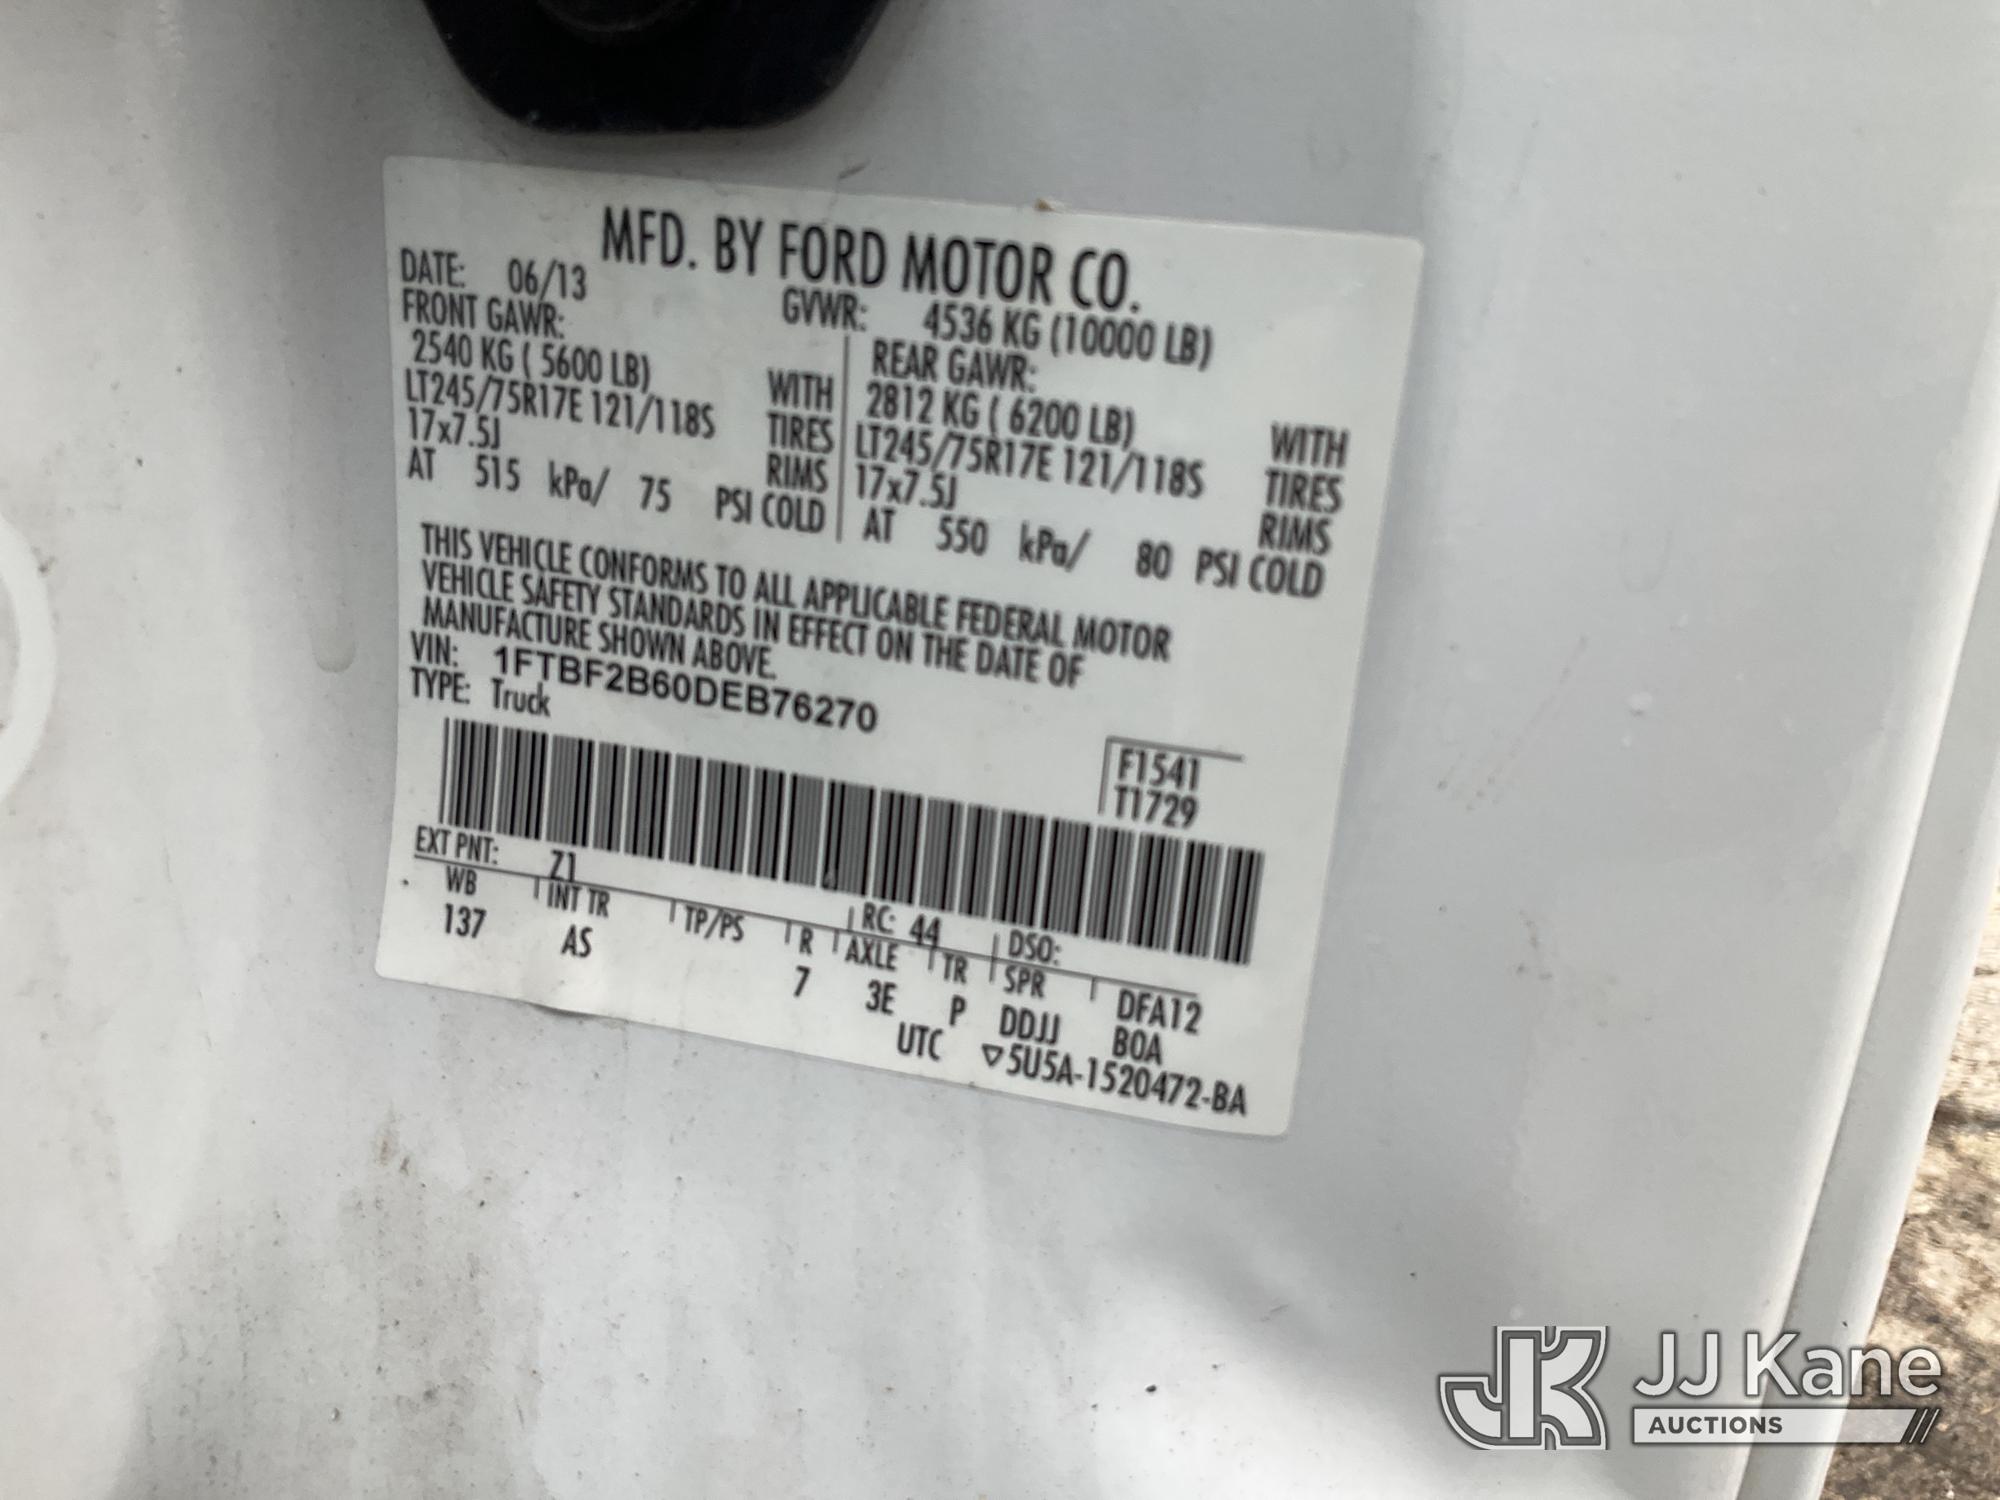 MFD. BY FORD MOTOR CO.
DATE: 06/13 GVWR: 4536 KG (10000 LB)
FRONT GAWR: REAR GAWR:
2540 KG ( 5600 LB) WITH 2812 KG ( 6200 LB) WITH
LT245/75R17E 121/118S TIRES LT245/75R17E 121/118S TIRES
17x7.5J RIMS 17x7.5J RIMS
AT 515 kPa/ 75 PSI COLD AT 550 kPa/ 80 PSI COLD
THIS VEHICLE CONFORMS TO ALL APPLICABLE FEDERAL MOTOR
VEHICLE SAFETY STANDARDS IN EFFECT ON THE DATE OF
MANUFACTURE SHOWN ABOVE.
VIN: 1FTBF2B60DEB76270
TYPE: Truck
F1541
T1729
EXT PNT: Z1 RC: 44 DSO:
WB INT TR TP/PS R AXLE TR SPR DFA12
137 AS 7 3E P DDJJ BOA
UTC ▽5U5A-1520472-BA
JK JJ Kane
AUCTIONS